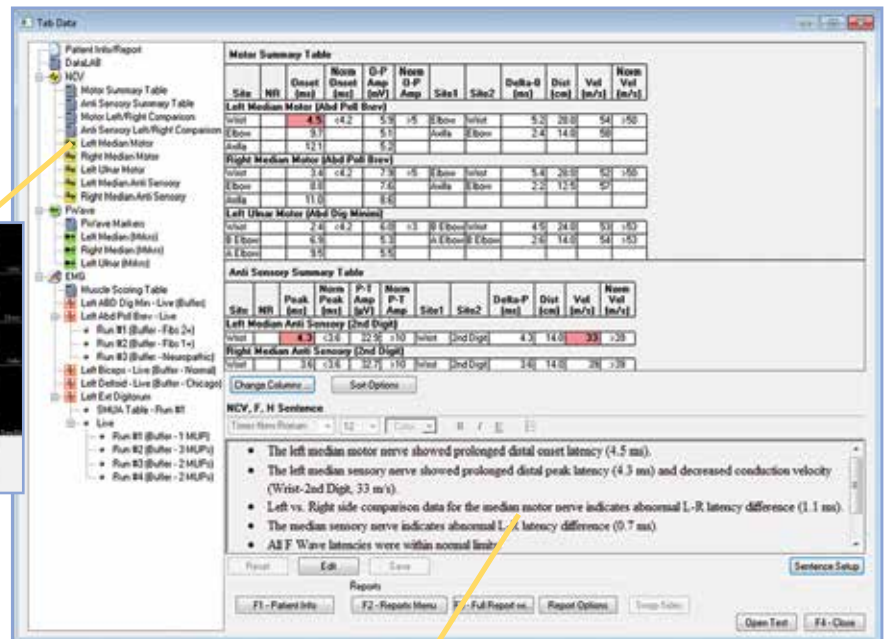 Tab Data
Patient Info/Report
DataLAB
NCV
Motor Summary Table
Anti Sensory Summary Table
Motor Left/Right Comparison
Anti Sensory Left/Right Comparison
Left Median Motor
Right Median Motor
Left Ulnar Motor
Left Median Anti Sensory
Right Median Anti Sensory
FWave
FWave Markers
Left Median (Mrkrs)
Right Median (Mrkrs)
Left Ulnar (Mrkrs)
EMG
Muscle Scoring Table
Left ABD Dig Min - Live (Buffer)
Left Abd Poll Brev - Live
Run #1 (Buffer - Fibs 2+)
Run #2 (Buffer - Fibs 1+)
Run #3 (Buffer - Neuropathic)
Left Biceps - Live (Buffer - Normal)
Left Deltoid - Live (Buffer - Chicago)
Left Ext Digitorum
SMUA Table - Run #1
Live
Run #1 (Buffer - 1 MUP)
Run #2 (Buffer - 3 MUPs)
Run #3 (Buffer - 2 MUPs)
Run #4 (Buffer - 2 MUPs)
Motor Summary Table
Site NR Onset (ms) Norm Onset (ms) O-P Amp (mV) Norm O-P Amp Site1 Site2 Delta-0 (ms) Dist (cm) Vel (m/s) Norm Vel (m/s)
Left Median Motor (Abd Poll Brev)
Wrist 4.5 <4.2 5.9 >5 Elbow Wrist 5.2 28.0 54 >50
Elbow 9.7 5.1 Axilla Elbow 2.4 14.0 58
Axilla 12.1 5.2
Right Median Motor (Abd Poll Brev)
Wrist 3.4 <4.2 7.9 >5 Elbow Wrist 5.4 28.0 52 >50
Elbow 8.8 7.6 Axilla Elbow 2.2 12.5 57
Axilla 11.0 8.6
Left Ulnar Motor (Abd Dig Minimi)
Wrist 2.4 <4.2 6.0 >3 B Elbow Wrist 4.5 24.0 53 >53
B Elbow 6.9 5.3 A Elbow B Elbow 2.6 14.0 54 >53
A Elbow 9.5 5.5
Anti Sensory Summary Table
Site NR Peak (ms) Norm Peak (ms) P-T Amp (µV) Norm P-T Amp Site1 Site2 Delta-P (ms) Dist (cm) Vel (m/s) Norm Vel (m/s)
Left Median Anti Sensory (2nd Digit)
Wrist 4.3 <3.6 22.9 >10 Wrist 2nd Digit 4.3 14.0 33 >39
Right Median Anti Sensory (2nd Digit)
Wrist 3.6 <3.6 32.7 >10 Wrist 2nd Digit 3.6 14.0 39 >39
Change Columns ... Sort Options
NCV, F, H Sentence
Times New Roman 12 Color B I U
• The left median motor nerve showed prolonged distal onset latency (4.5 ms).
• The left median sensory nerve showed prolonged distal peak latency (4.3 ms) and decreased conduction velocity
(Wrist-2nd Digit, 33 m/s).
• Left vs. Right side comparison data for the median motor nerve indicates abnormal L-R latency difference (1.1 ms).
• The median sensory nerve indicates abnormal L-R latency difference (0.7 ms)
• All F Wave latencies were within normal limits
Reset Edit Save Sentence Setup
Reports
F1 - Patient Info F2 - Reports Menu Full Report Report Options Swap Sides
Open Text F4 - Close